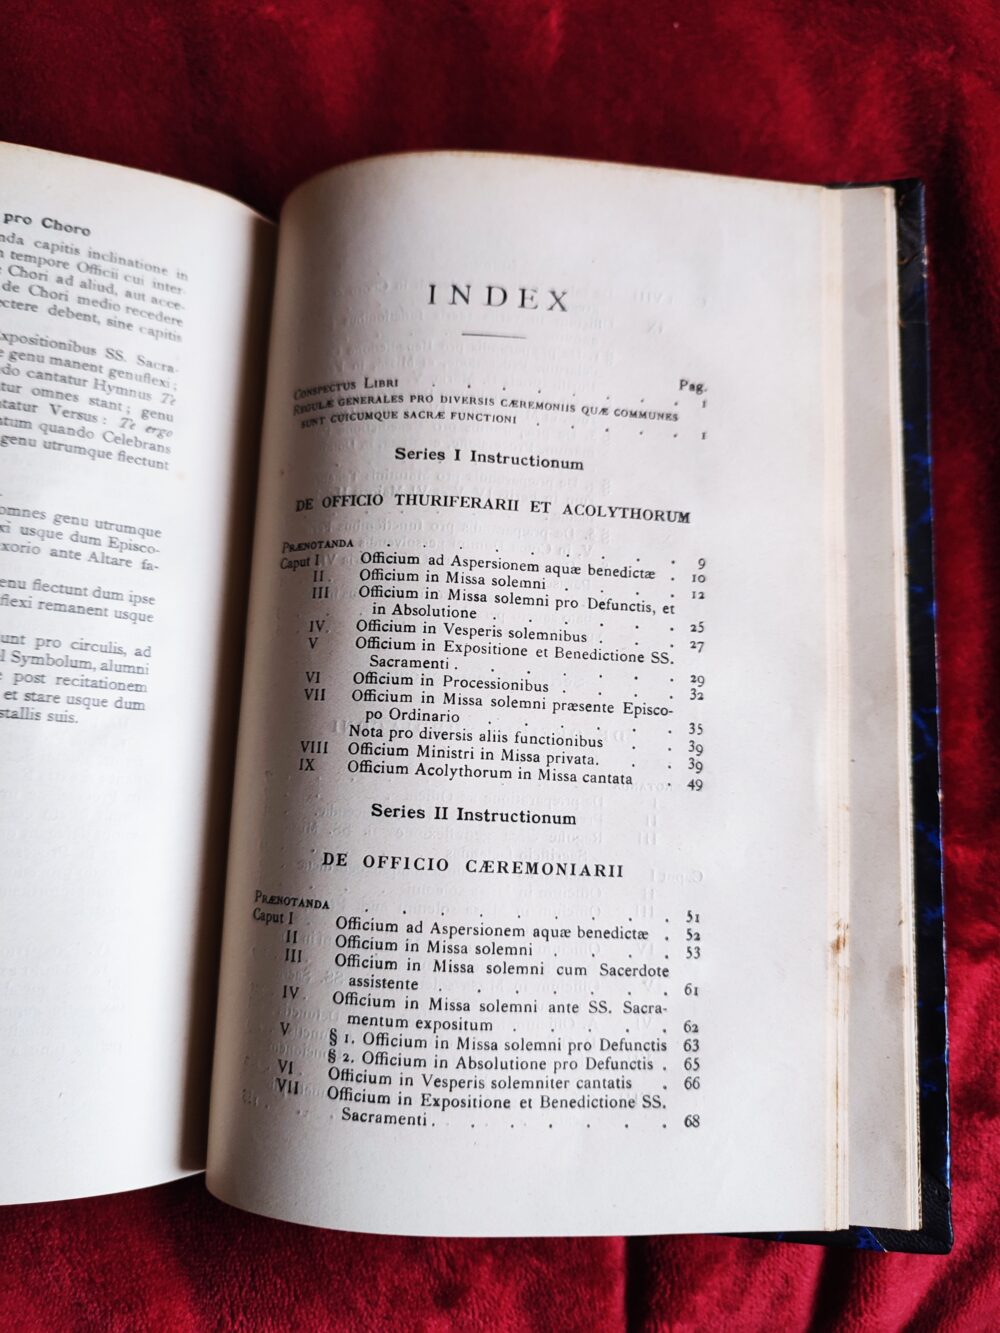 pro Choro
capitis inclinatione in
tempore Officii cui inter-
Chori ad aliud, aut acce-
de Chori medio recedere
debent, sine capitis
xpositionibus SS. Sacra-
genu manent genuflexi;
cantatur Hymnus Te
omnes stant; genu
Versus: Te ergo
quando Celebrans
genu utrumque flectunt
omnes genu utrumque
usque dum Episco-
ante Altare fa-
genu flectunt dum ipse
remanent usque
pro circulis, ad
Symbolum, alumni
post recitationem
et stare usque dum
stallis suis.
INDEX
Pag.
Conspectus Libri . . . . . 1
Regulæ generales pro diversis cæremoniis quæ communes
sunt cuicumque sacræ functioni . . . . . 1
Series I Instructionum
DE OFFICIO THURIFERARII ET ACOLYTHORUM
Prænotanda . . . . . . . . 9
Caput I Officium ad Aspersionem aquæ benedictæ . 10
II Officium in Missa solemni . . . . 12
III Officium in Missa solemni pro Defunctis, et
in Absolutione . . . . . . 25
IV. Officium in Vesperis solemnibus . . . 27
V Officium in Expositione et Benedictione SS.
Sacramenti . . . . . . . 29
VI Officium in Processionibus . . . . 32
VII Officium in Missa solemni præsente Episco-
po Ordinario . . . . . . 35
Nota pro diversis aliis functionibus . . 39
VIII Officium Ministri in Missa privata. . . 39
IX Officium Acolythorum in Missa cantata . 49
Series II Instructionum
DE OFFICIO CÆREMONIARII
Prænotanda . . . . . . . . 51
Caput I Officium ad Aspersionem aquæ benedictæ . 52
II Officium in Missa solemni . . . . 53
III. Officium in Missa solemni cum Sacerdote
assistente . . . . . . . 61
IV. Officium in Missa solemni ante SS. Sacra-
mentum expositum . . . . . 62
V § 1. Officium in Missa solemni pro Defunctis 63
§ 2. Officium in Absolutione pro Defunctis . 65
VI Officium in Vesperis solemniter cantatis . 66
VII Officium in Expositione et Benedictione SS.
Sacramenti . . . . . . . 68